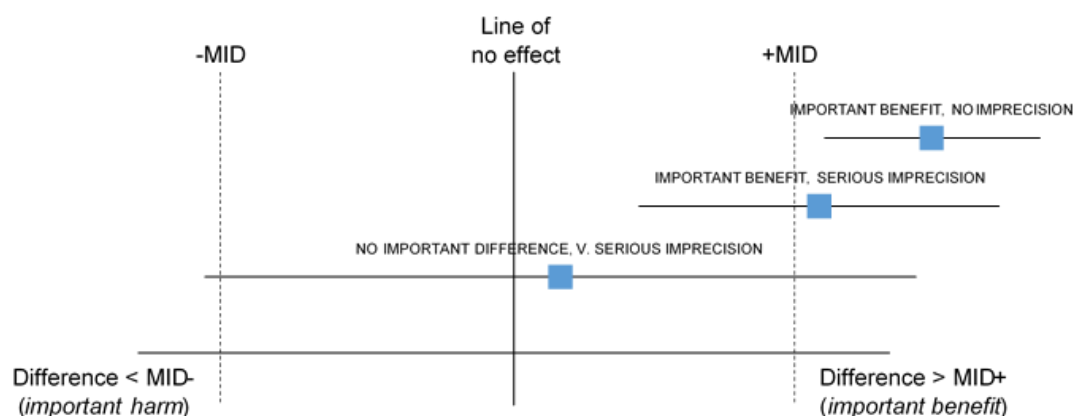 Line of
no effect
-MID
+MID
IMPORTANT BENEFIT, NO IMPRECISION
IMPORTANT BENEFIT, SERIOUS IMPRECISION
NO IMPORTANT DIFFERENCE, V. SERIOUS IMPRECISION
Difference < MID-
(important harm)
Difference > MID+
(important benefit)